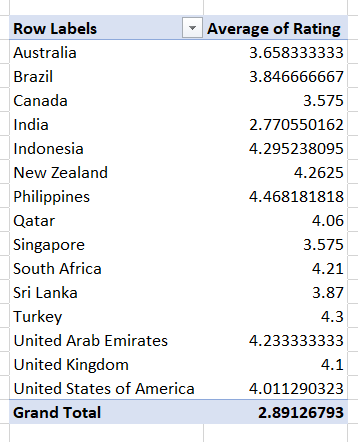 Row Labels Average of Rating
Australia 3.658333333
Brazil 3.846666667
Canada 3.575
India 2.770550162
Indonesia 4.295238095
New Zealand 4.2625
Philippines 4.468181818
Qatar 4.06
Singapore 3.575
South Africa 4.21
Sri Lanka 3.87
Turkey 4.3
United Arab Emirates 4.233333333
United Kingdom 4.1
United States of America 4.011290323
Grand Total 2.89126793